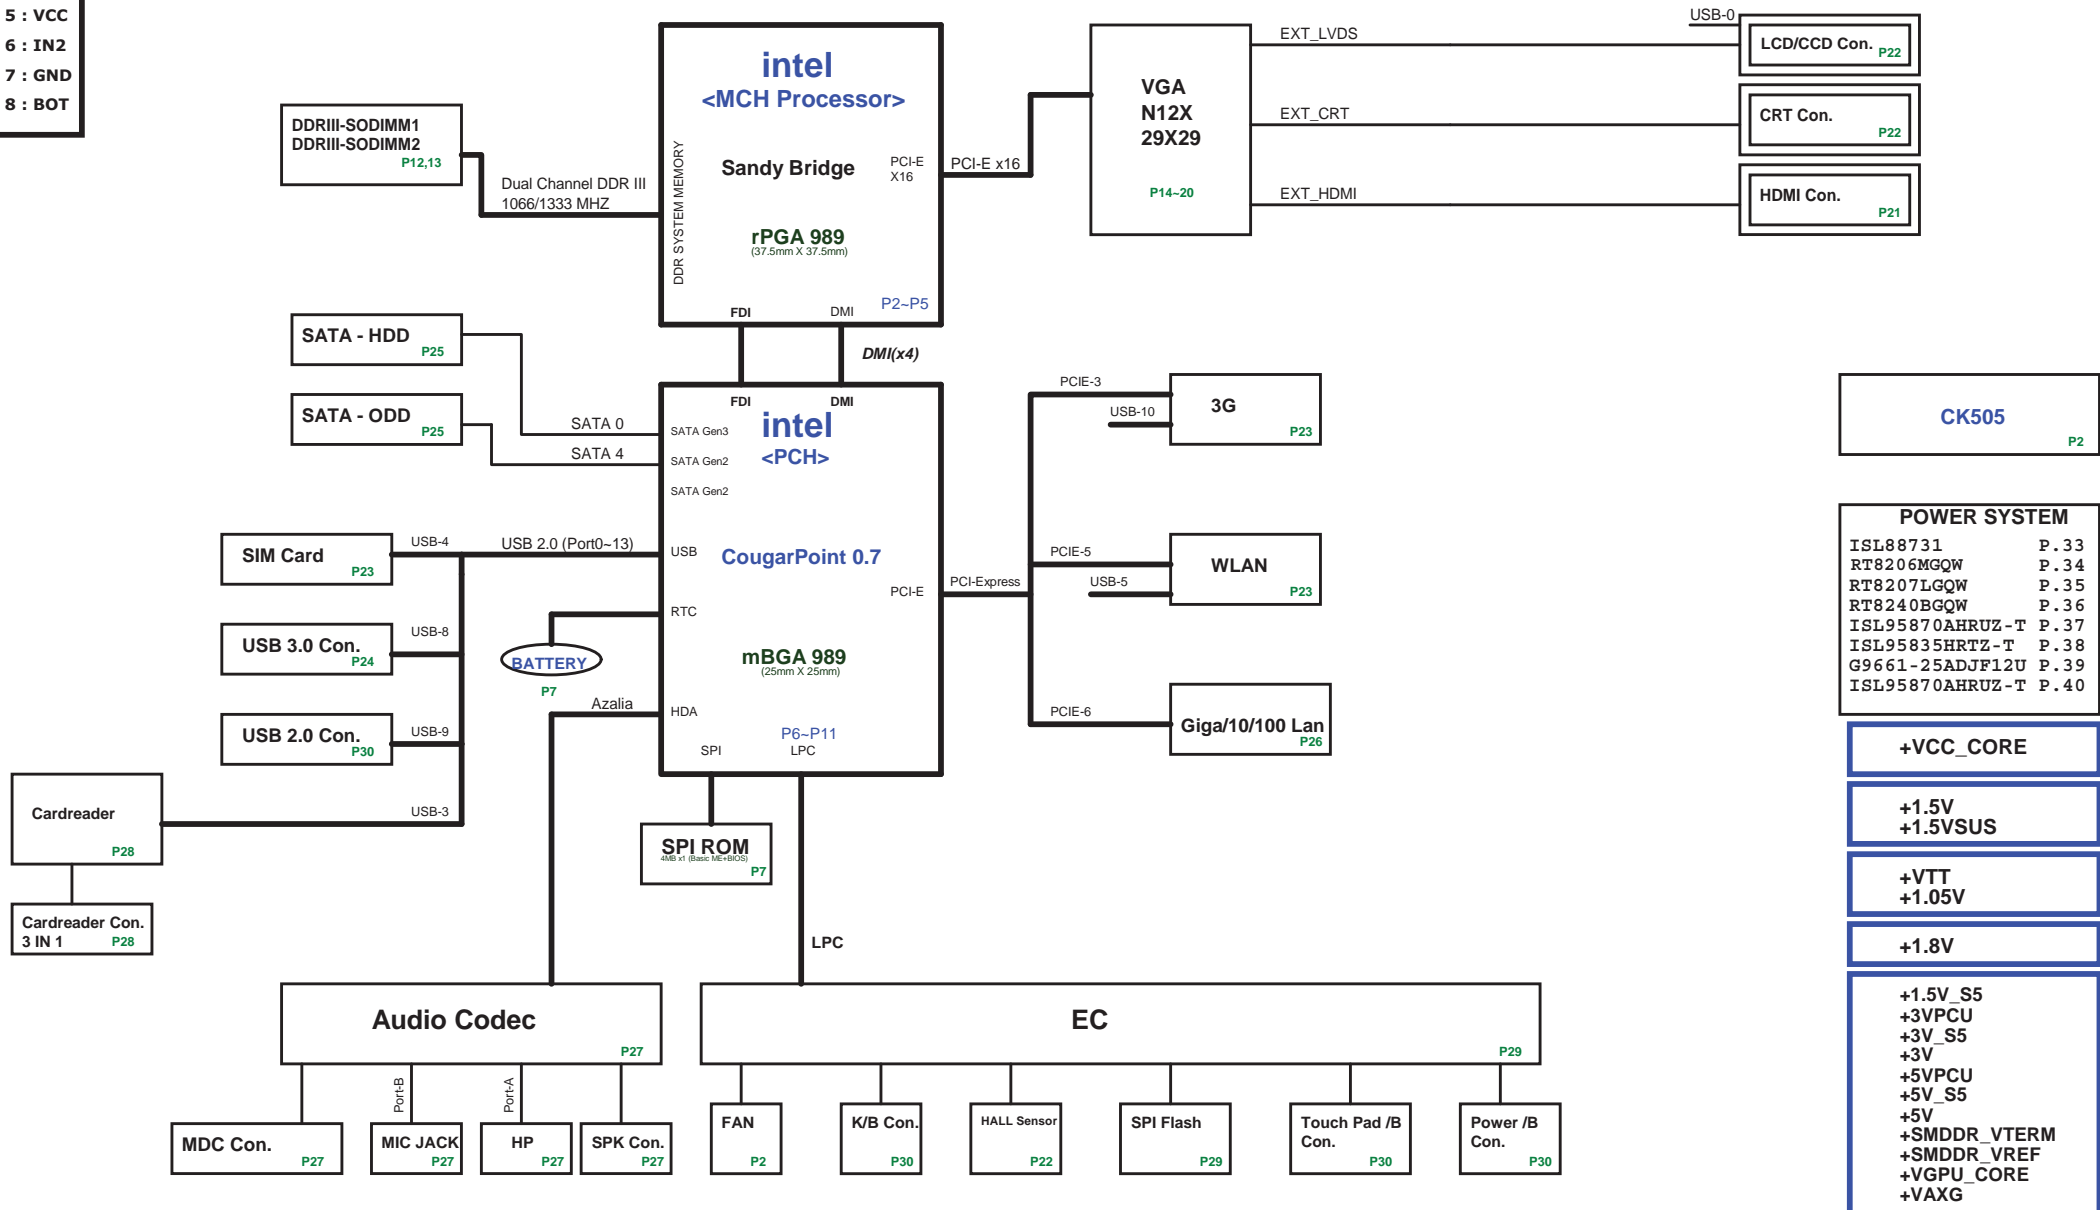 5 : VCC
6 : IN2
7 : GND
8 : BOT
DDRIII-SODIMM1
DDRIII-SODIMM2
P12,13
Dual Channel DDR III
1066/1333 MHZ
DDR SYSTEM MEMORY
intel
<MCH Processor>
Sandy Bridge
PCI-E
X16
rPGA 989
(37.5mm X 37.5mm)
P2~P5
FDI
DMI
PCI-E x16
VGA
N12X
29X29
P14~20
EXT_LVDS
EXT_CRT
EXT_HDMI
USB-0
LCD/CCD Con.
P22
CRT Con.
P22
HDMI Con.
P21
DMI(x4)
SATA - HDD
P25
SATA - ODD
P25
SATA 0
SATA 4
FDI
DMI
intel
<PCH>
SATA Gen3
SATA Gen2
SATA Gen2
USB
CougarPoint 0.7
PCI-E
RTC
mBGA 989
(25mm X 25mm)
HDA
P6~P11
SPI
LPC
SIM Card
P23
USB-4
USB 2.0 (Port0~13)
USB 3.0 Con.
P24
USB-8
USB 2.0 Con.
P30
USB-9
BATTERY
P7
Azalia
Cardreader
P28
USB-3
Cardreader Con.
3 IN 1
P28
SPI ROM
4MB x1 (Basic ME+BIOS)
P7
LPC
PCI-Express
PCIE-3
USB-10
3G
P23
PCIE-5
USB-5
WLAN
P23
PCIE-6
Giga/10/100 Lan
P26
CK505
P2
POWER SYSTEM
ISL88731 P.33
RT8206MGQW P.34
RT8207LGQW P.35
RT8240BGQW P.36
ISL95870AHRUZ-T P.37
ISL95835HRTZ-T P.38
G9661-25ADJF12U P.39
ISL95870AHRUZ-T P.40
+VCC_CORE
+1.5V
+1.5VSUS
+VTT
+1.05V
+1.8V
+1.5V_S5
+3VPCU
+3V_S5
+3V
+5VPCU
+5V_S5
+5V
+SMDDR_VTERM
+SMDDR_VREF
+VGPU_CORE
+VAXG
Audio Codec
P27
Port-B
Port-A
MDC Con.
P27
MIC JACK
P27
HP
P27
SPK Con.
P27
EC
P29
FAN
P2
K/B Con.
P30
HALL Sensor
P22
SPI Flash
P29
Touch Pad /B
Con.
P30
Power /B
Con.
P30